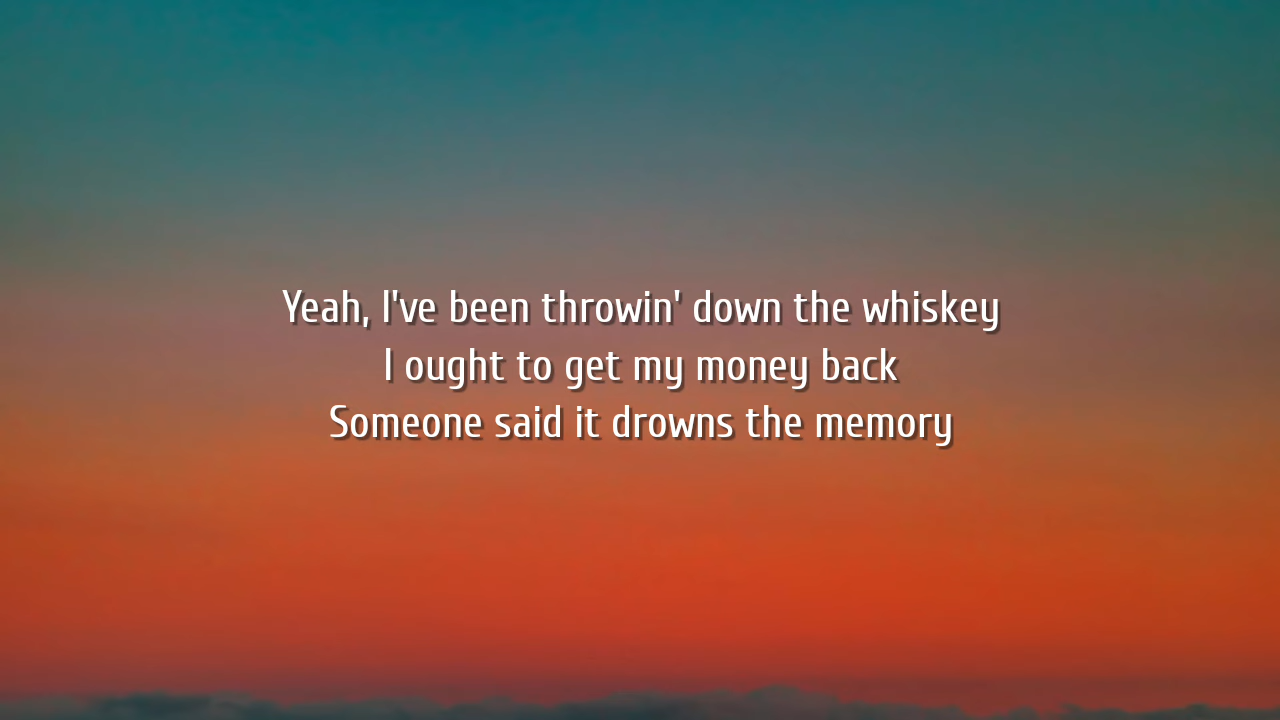 Yeah, I've been throwin' down the whiskey
I ought to get my money back
Someone said it drowns the memory